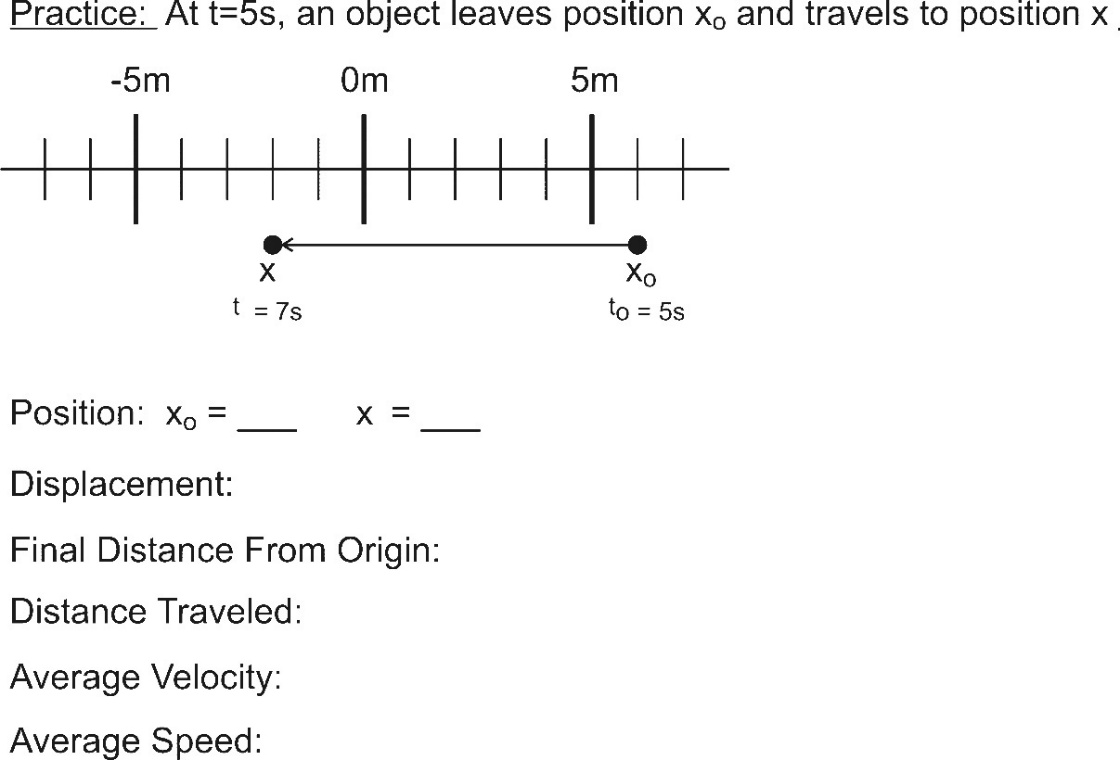 Practice: At t=5s, an object leaves position xo and travels to position x .
-5m 0m 5m
x xo
t = 7s to = 5s
Position: xo = ___ x = ___
Displacement:
Final Distance From Origin:
Distance Traveled:
Average Velocity:
Average Speed: